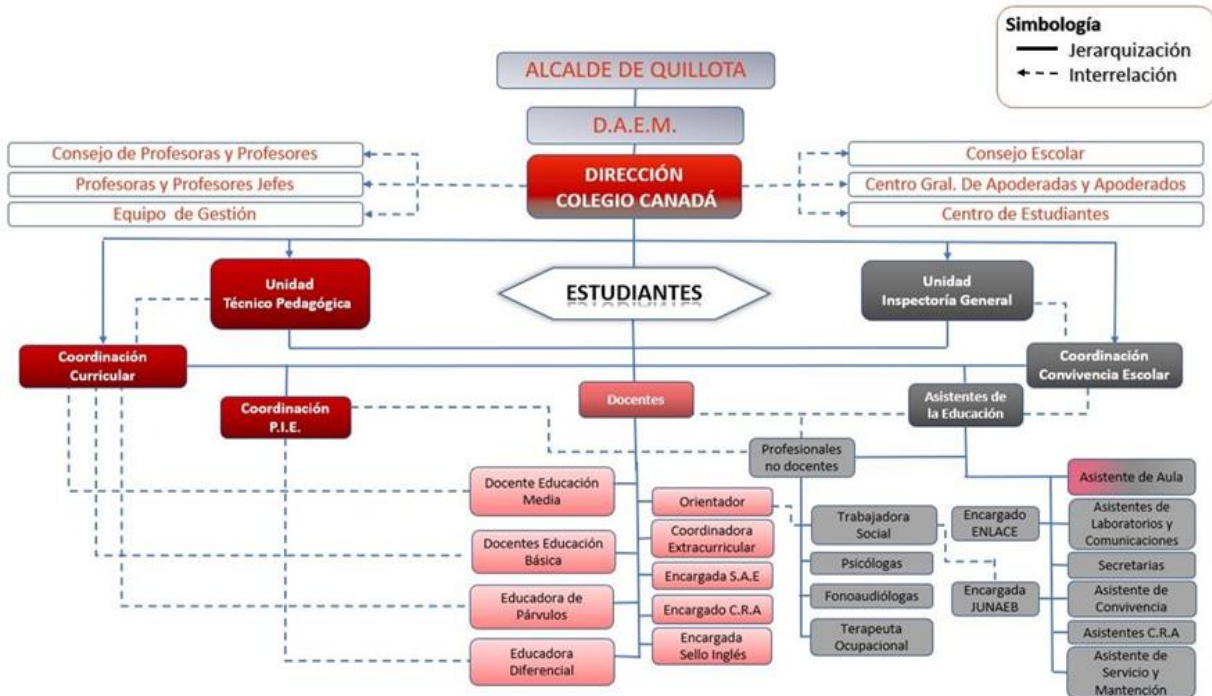 Simbología
Jerarquización
Interrelación
ALCALDE DE QUILLOTA
D.A.E.M.
DIRECCIÓN
COLEGIO CANADÁ
Consejo de Profesoras y Profesores
Profesoras y Profesores Jefes
Equipo de Gestión
Consejo Escolar
Centro Gral. De Apoderadas y Apoderados
Centro de Estudiantes
Unidad
Técnico Pedagógica
ESTUDIANTES
Unidad
Inspectoría General
Coordinación
Curricular
Coordinación
Convivencia Escolar
Coordinación
P.I.E.
Docentes
Asistentes de
la Educación
Profesionales
no docentes
Docente Educación
Media
Docentes Educación
Básica
Educadora de
Párvulos
Educadora
Diferencial
Orientador
Coordinadora
Extracurricular
Encargada S.A.E
Encargado C.R.A
Encargada
Sello Inglés
Trabajadora
Social
Psicólogas
Fonoaudiólogas
Terapeuta
Ocupacional
Encargado
ENLACE
Encargada
JUNAEB
Asistente de Aula
Asistentes de
Laboratorios y
Comunicaciones
Secretarias
Asistente de
Convivencia
Asistentes C.R.A
Asistente de
Servicio y
Mantención